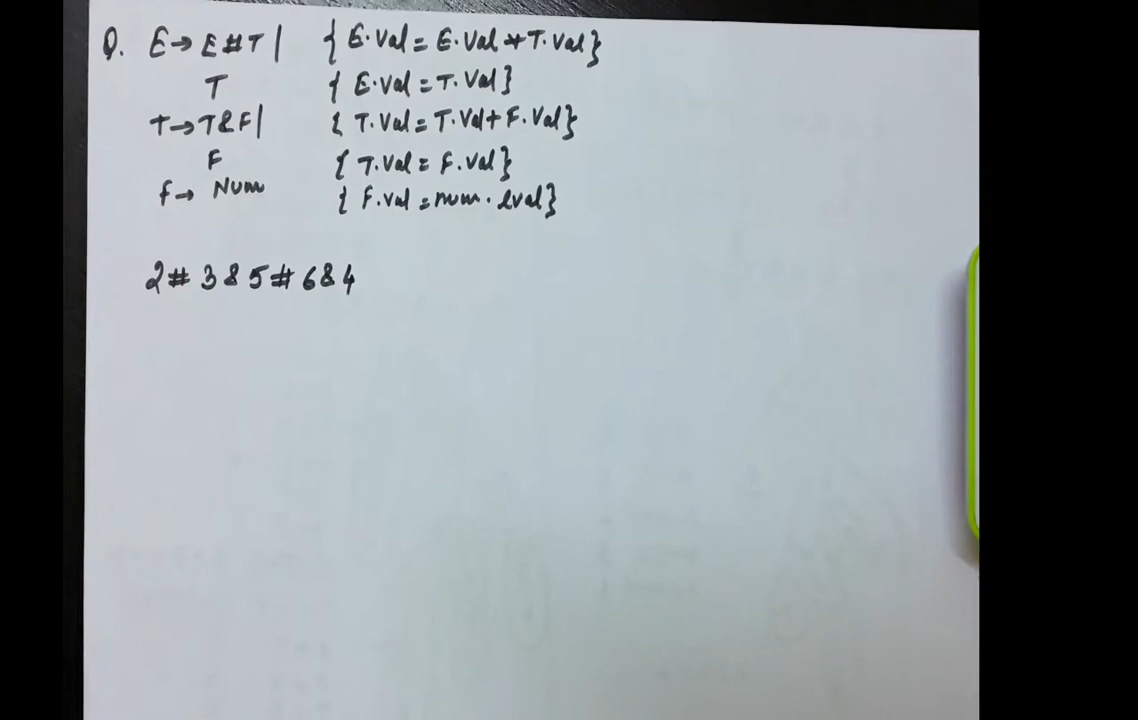 Q. E→E#T| { E.Val = E.Val * T.Val }
T { E.Val = T.Val }
T→T&F| { T.Val = T.Val + F.Val }
F { T.Val = F.Val }
F→ Num { F.val = num.lval }
2# 3&5# 6&4